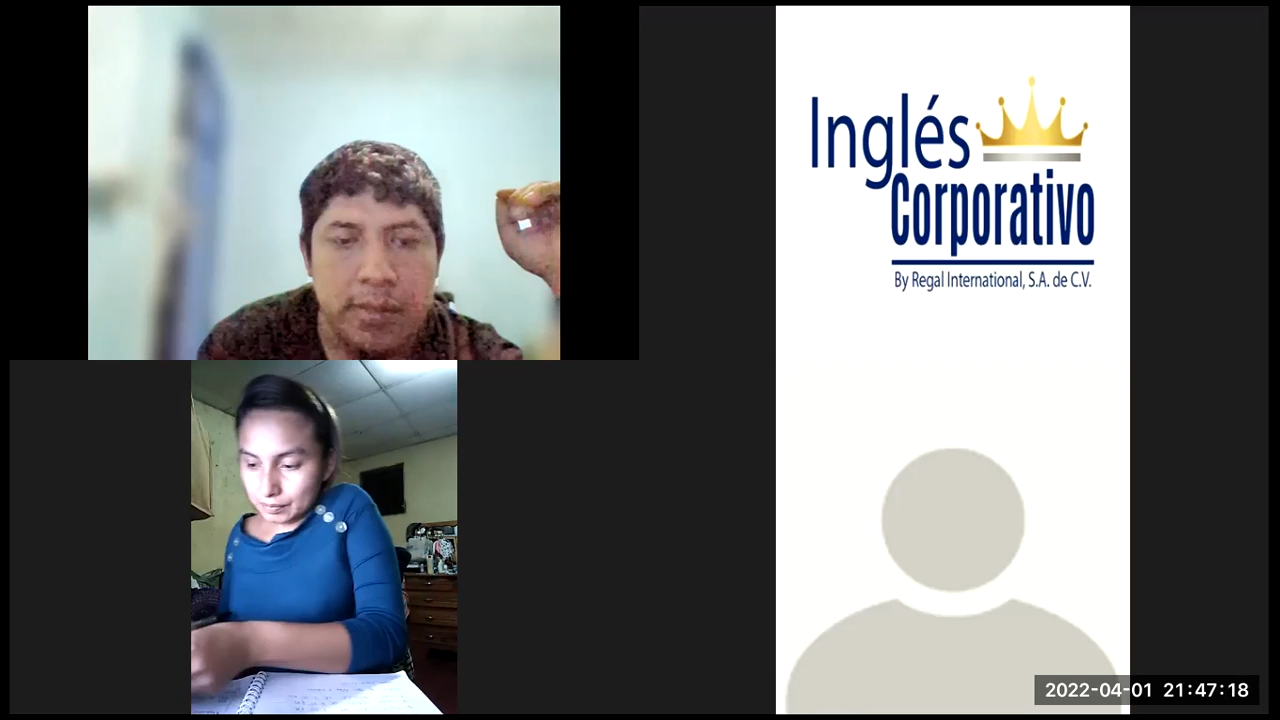 Inglés
Corporativo
By Regal International, S.A. de C.V.
2022-04-01 21:47:18